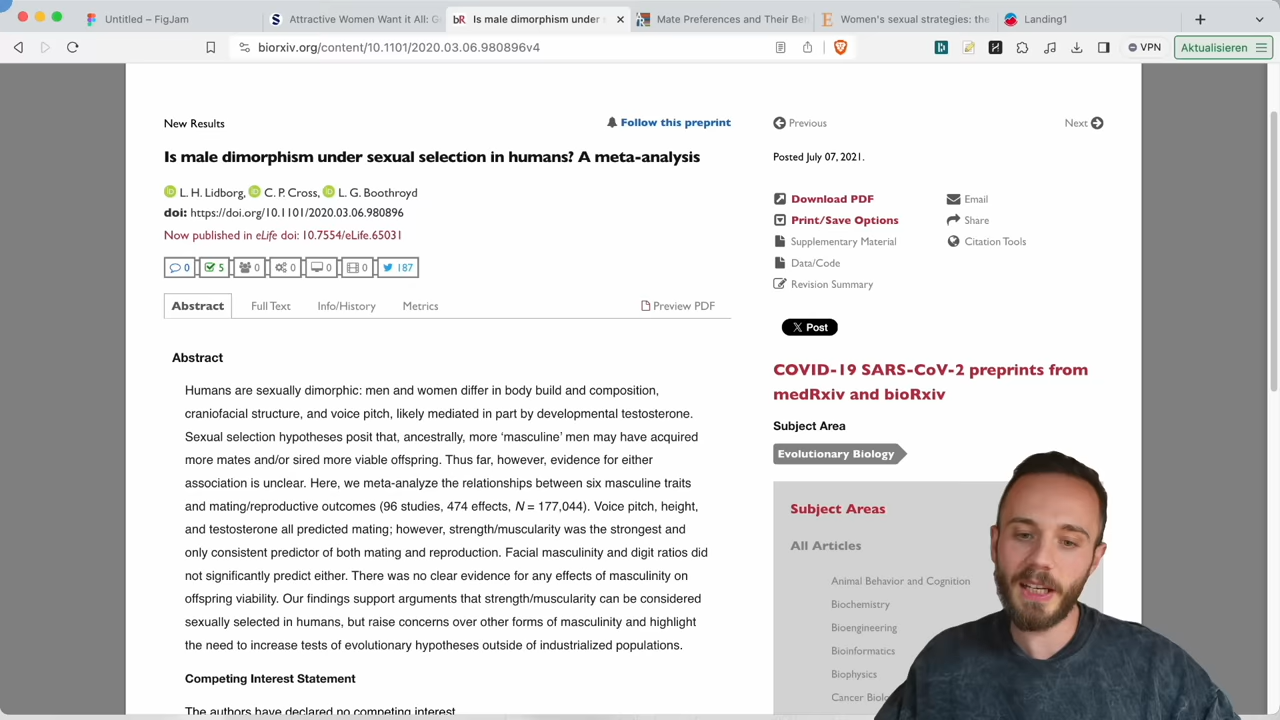 Untitled – FigJam
Attractive Women Want it All: G
Is male dimorphism under
Mate Preferences and Their Beh
Women's sexual strategies: the
Landing1
biorxiv.org/content/10.1101/2020.03.06.980896v4
VPN
Aktualisieren
New Results
Follow this preprint
Is male dimorphism under sexual selection in humans? A meta-analysis
L. H. Lidborg, C. P. Cross, L. G. Boothroyd
doi: https://doi.org/10.1101/2020.03.06.980896
Now published in eLife doi: 10.7554/eLife.65031
0 5 0 0 0 0 187
Abstract Full Text Info/History Metrics Preview PDF
Abstract
Humans are sexually dimorphic: men and women differ in body build and composition,
craniofacial structure, and voice pitch, likely mediated in part by developmental testosterone.
Sexual selection hypotheses posit that, ancestrally, more ‘masculine’ men may have acquired
more mates and/or sired more viable offspring. Thus far, however, evidence for either
association is unclear. Here, we meta-analyze the relationships between six masculine traits
and mating/reproductive outcomes (96 studies, 474 effects, N = 177,044). Voice pitch, height,
and testosterone all predicted mating; however, strength/muscularity was the strongest and
only consistent predictor of both mating and reproduction. Facial masculinity and digit ratios did
not significantly predict either. There was no clear evidence for any effects of masculinity on
offspring viability. Our findings support arguments that strength/muscularity can be considered
sexually selected in humans, but raise concerns over other forms of masculinity and highlight
the need to increase tests of evolutionary hypotheses outside of industrialized populations.
Competing Interest Statement
The authors have declared no competing interest.
Previous
Next
Posted July 07, 2021.
Download PDF
Email
Print/Save Options
Share
Supplementary Material
Citation Tools
Data/Code
Revision Summary
X Post
COVID-19 SARS-CoV-2 preprints from
medRxiv and bioRxiv
Subject Area
Evolutionary Biology
Subject Areas
All Articles
Animal Behavior and Cognition
Biochemistry
Bioengineering
Bioinformatics
Biophysics
Cancer Biolo